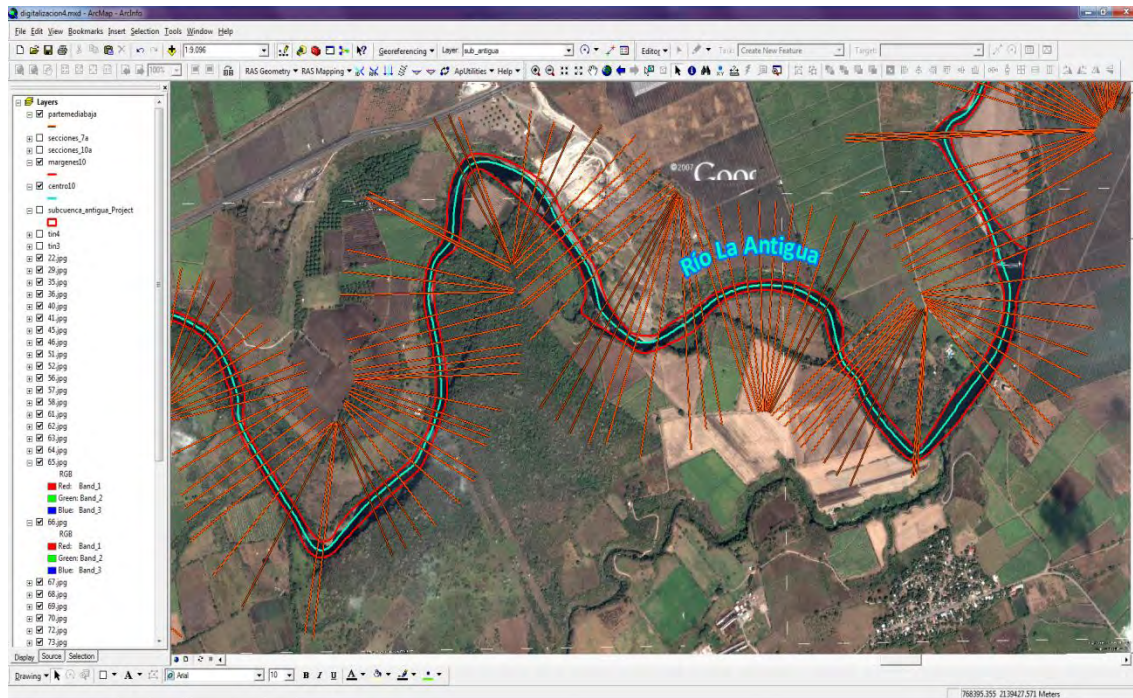 digitalizacion4.mxd - ArcMap - ArcInfo
File Edit View Bookmarks Insert Selection Tools Window Help
1:9.096 Georeferencing Layer: sub_antigua Editor Task: Create New Feature Target:
100% RAS Geometry RAS Mapping ApUtilities Help
Layers
partemediabaja
secciones_7a
secciones_10a
margenes10
centro10
subcuenca_antigua_Project
tin4
tin3
22.jpg
29.jpg
35.jpg
36.jpg
40.jpg
41.jpg
45.jpg
46.jpg
51.jpg
52.jpg
56.jpg
57.jpg
58.jpg
61.jpg
62.jpg
63.jpg
64.jpg
65.jpg
RGB
Red: Band_1
Green: Band_2
Blue: Band_3
66.jpg
RGB
Red: Band_1
Green: Band_2
Blue: Band_3
67.jpg
68.jpg
69.jpg
70.jpg
72.jpg
73.jpg
©2007 Goog
Río La Antigua
Display Source Selection
Drawing A Arial 10 B I U A
768395.355 2139427.571 Meters